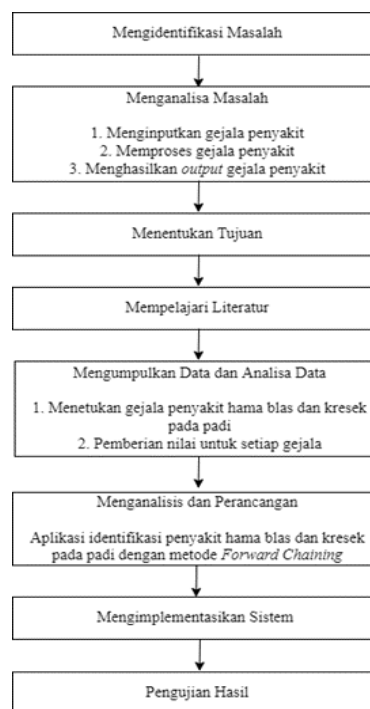 Mengidentifikasi Masalah
Menganalisa Masalah
1. Menginputkan gejala penyakit
2. Memproses gejala penyakit
3. Menghasilkan output gejala penyakit
Menentukan Tujuan
Mempelajari Literatur
Mengumpulkan Data dan Analisa Data
1. Menetukan gejala penyakit hama blas dan kresek
pada padi
2. Pemberian nilai untuk setiap gejala
Menganalisis dan Perancangan
Aplikasi identifikasi penyakit hama blas dan kresek
pada padi dengan metode Forward Chaining
Mengimplementasikan Sistem
Pengujian Hasil